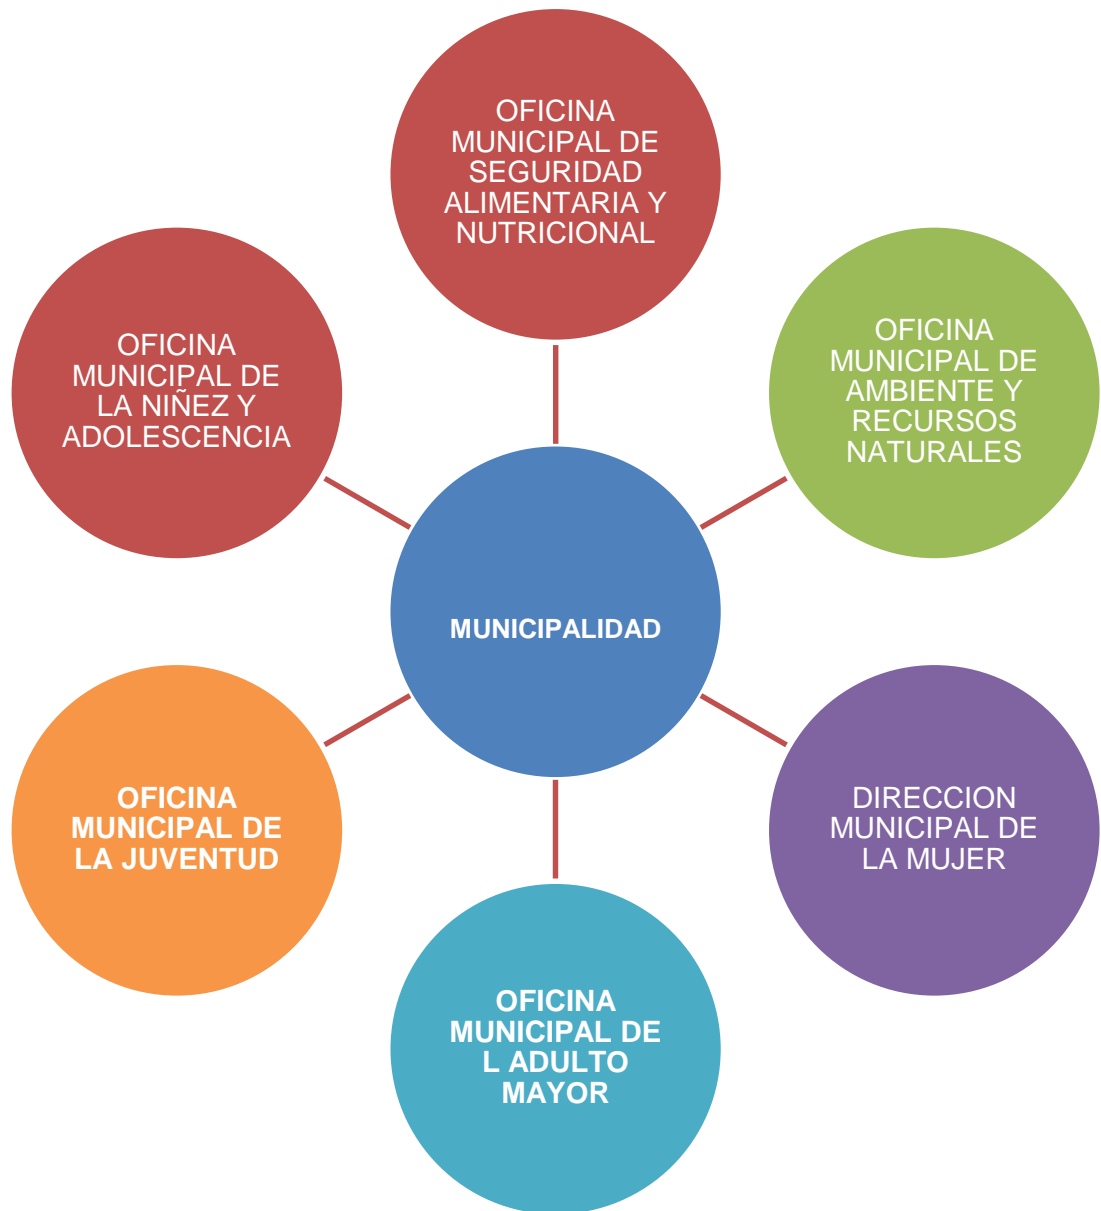 OFICINA
MUNICIPAL DE
SEGURIDAD
ALIMENTARIA Y
NUTRICIONAL
OFICINA
MUNICIPAL DE
LA NIÑEZ Y
ADOLESCENCIA
OFICINA
MUNICIPAL DE
AMBIENTE Y
RECURSOS
NATURALES
MUNICIPALIDAD
OFICINA
MUNICIPAL DE
LA JUVENTUD
DIRECCION
MUNICIPAL DE
LA MUJER
OFICINA
MUNICIPAL DE
L ADULTO
MAYOR